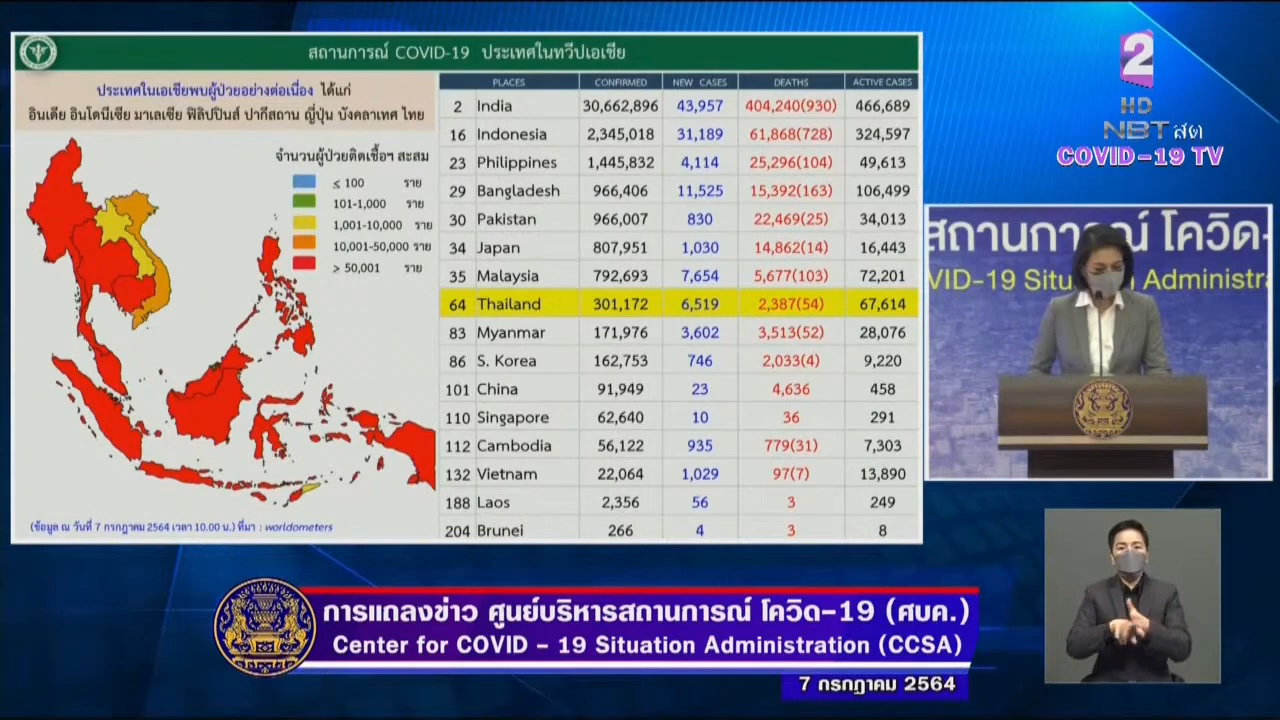 สถานการณ์ COVID-19 ประเทศในทวีปเอเชีย
ประเทศในเอเชียพบผู้ป่วยอย่างต่อเนื่อง ได้แก่
อินเดีย อินโดนีเซีย มาเลเซีย ฟิลิปปินส์ ปากีสถาน ญี่ปุ่น บังคลาเทศ ไทย
จำนวนผู้ป่วยติดเชื้อฯ สะสม
≤ 100 ราย
101-1,000 ราย
1,001-10,000 ราย
10,001-50,000 ราย
> 50,001 ราย
(ข้อมูล ณ วันที่ 7 กรกฎาคม 2564 เวลา 10.00 น.) ที่มา : worldometers
PLACES CONFIRMED NEW CASES DEATHS ACTIVE CASES
2 India 30,662,896 43,957 404,240(930) 466,689
16 Indonesia 2,345,018 31,189 61,868(728) 324,597
23 Philippines 1,445,832 4,114 25,296(104) 49,613
29 Bangladesh 966,406 11,525 15,392(163) 106,499
30 Pakistan 966,007 830 22,469(25) 34,013
34 Japan 807,951 1,030 14,862(14) 16,443
35 Malaysia 792,693 7,654 5,677(103) 72,201
64 Thailand 301,172 6,519 2,387(54) 67,614
83 Myanmar 171,976 3,602 3,513(52) 28,076
86 S. Korea 162,753 746 2,033(4) 9,220
101 China 91,949 23 4,636 458
110 Singapore 62,640 10 36 291
112 Cambodia 56,122 935 779(31) 7,303
132 Vietnam 22,064 1,029 97(7) 13,890
188 Laos 2,356 56 3 249
204 Brunei 266 4 3 8
2
HD
NBT สด
COVID-19 TV
สถานการณ์ โควิด-
VID-19 Situation Administra
การแถลงข่าว ศูนย์บริหารสถานการณ์ โควิด-19 (ศบค.)
Center for COVID - 19 Situation Administration (CCSA)
7 กรกฎาคม 2564